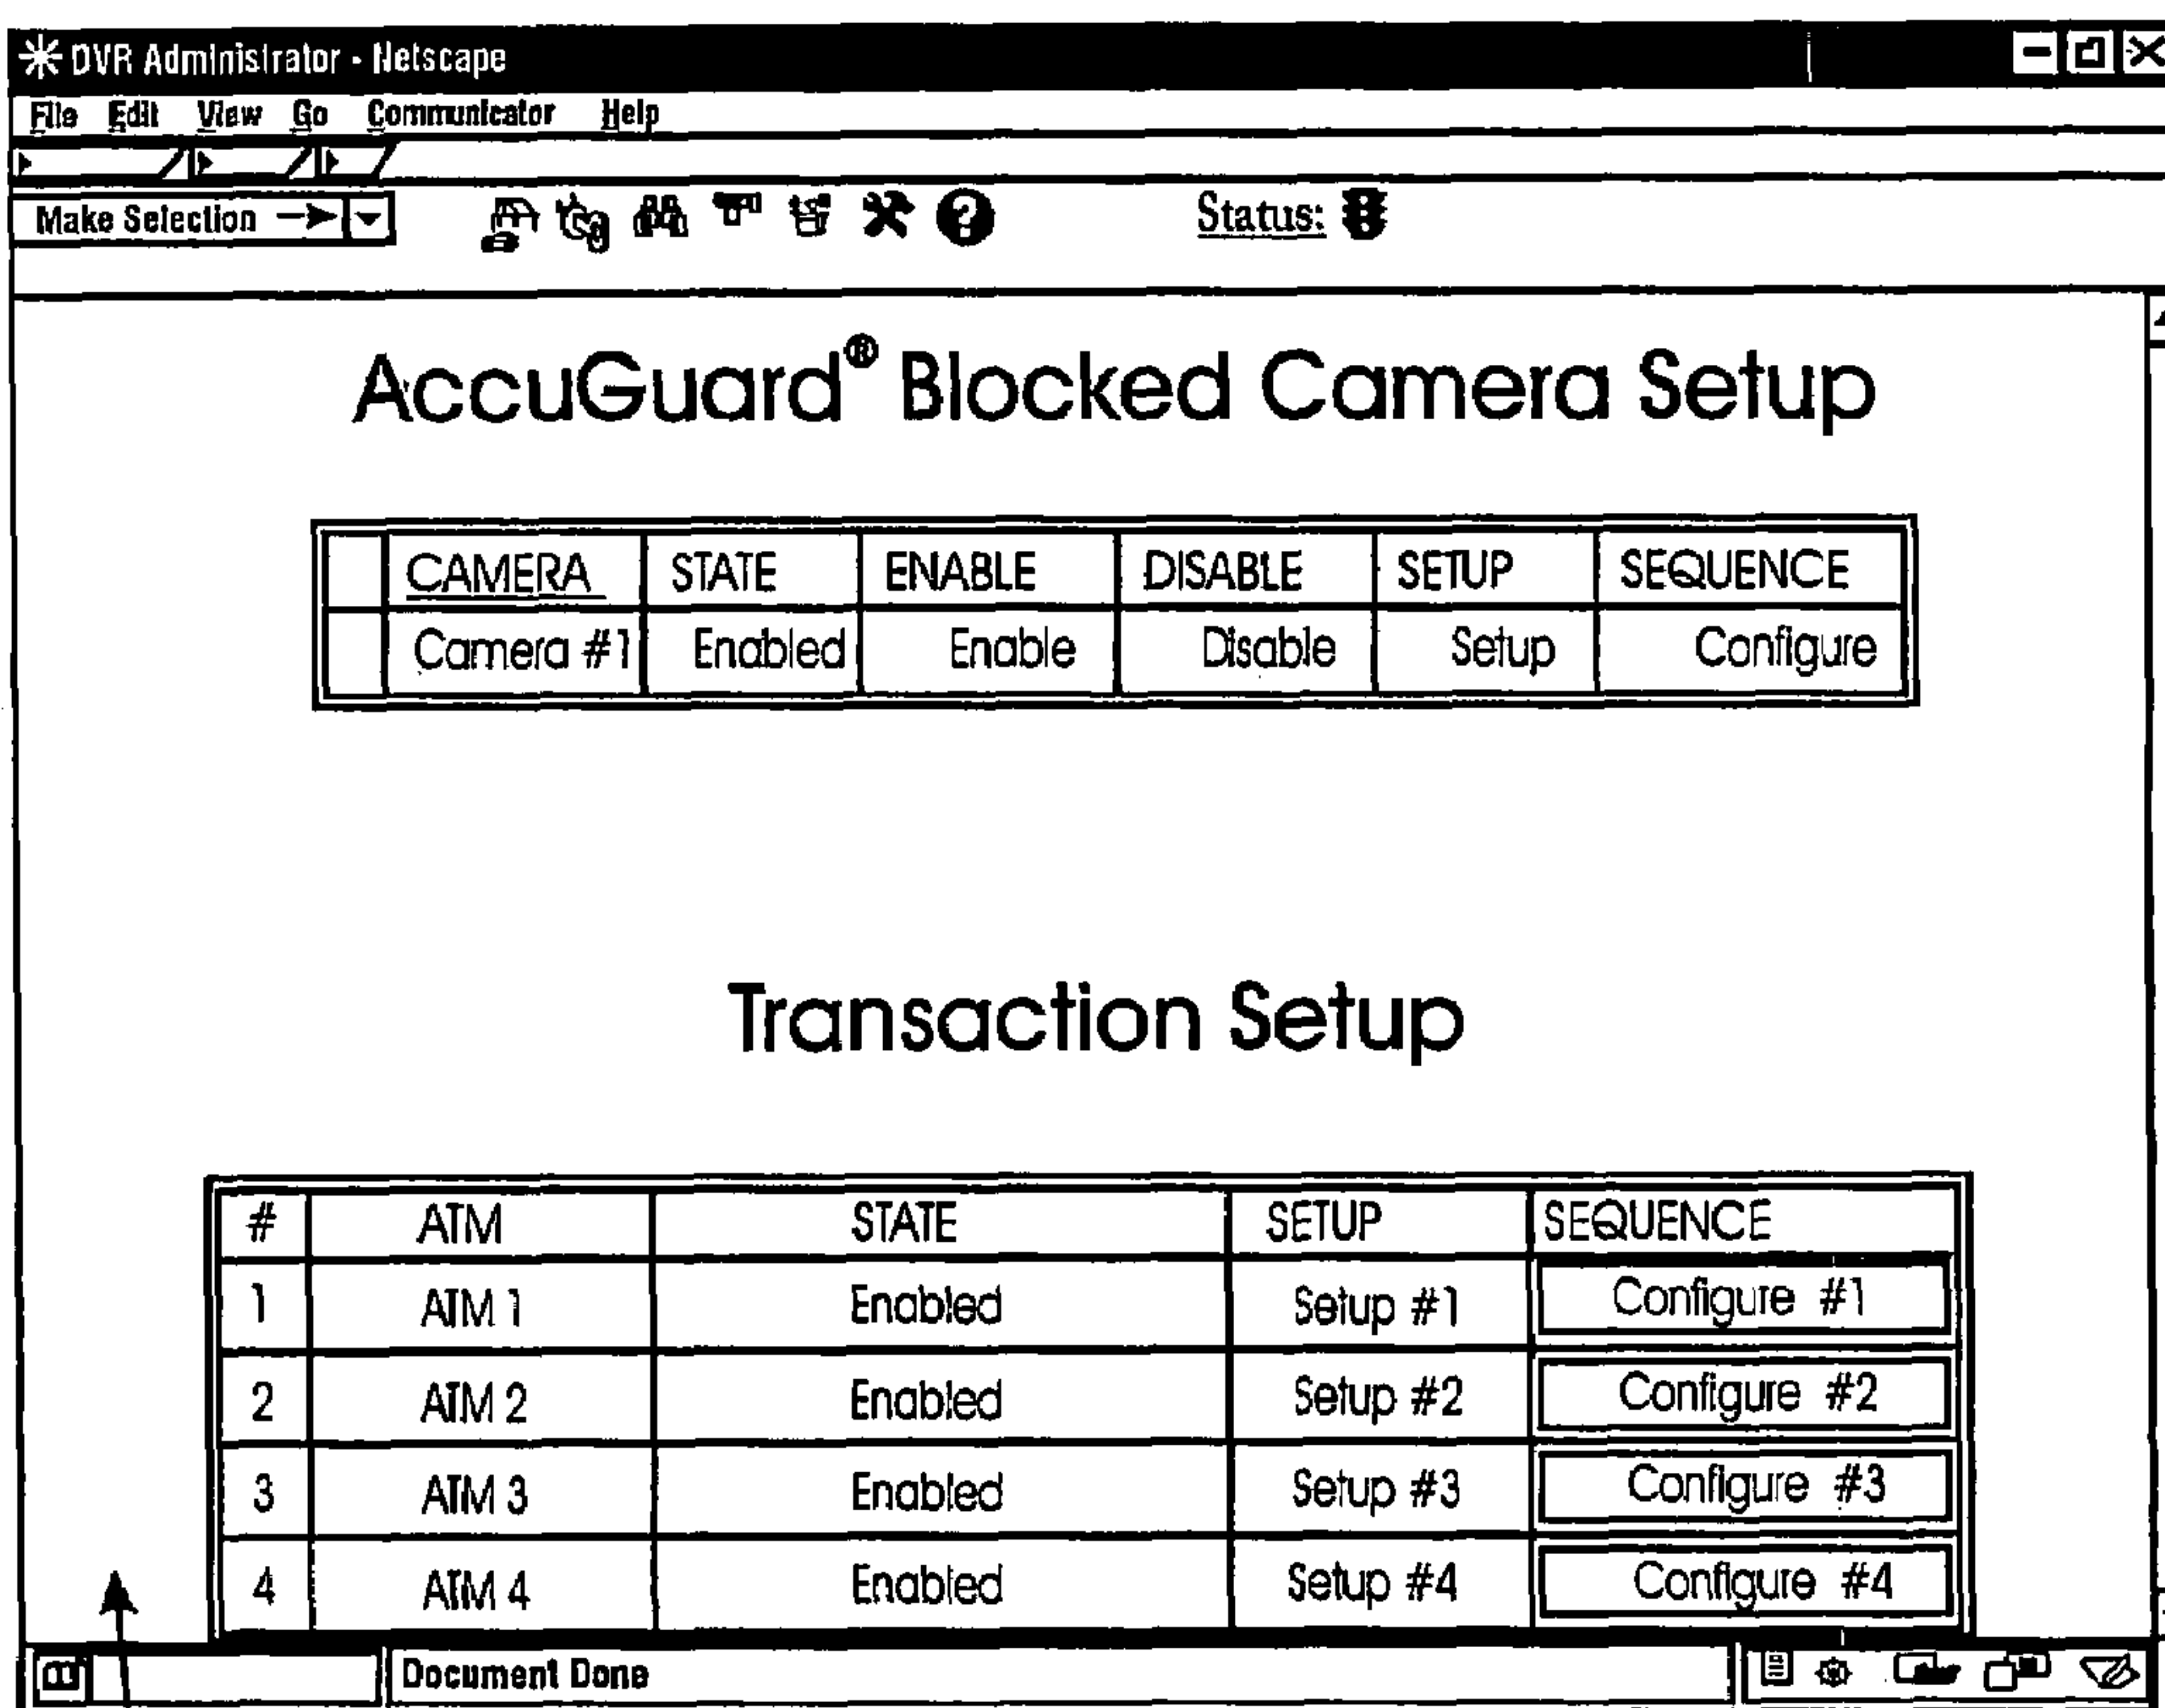 DVR Administrator - Netscape
File Edit View Go Communicator Help
Make Selection Status:
AccuGuard® Blocked Camera Setup
CAMERA STATE ENABLE DISABLE SETUP SEQUENCE
Camera #1 Enabled Enable Disable Setup Configure
Transaction Setup
# ATM STATE SETUP SEQUENCE
1 ATM 1 Enabled Setup #1 Configure #1
2 ATM 2 Enabled Setup #2 Configure #2
3 ATM 3 Enabled Setup #3 Configure #3
4 ATM 4 Enabled Setup #4 Configure #4
Document Done